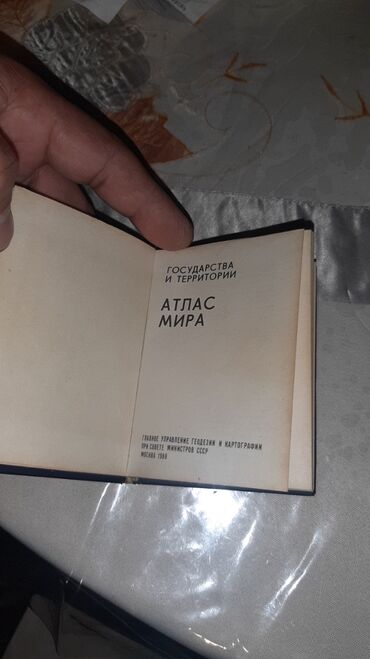 ГОСУДАРСТВА
И ТЕРРИТОРИИ
АТЛАС
МИРА
ГЛАВНОЕ УПРАВЛЕНИЕ ГЕОДЕЗИИ И КАРТОГРАФИИ
ПРИ СОВЕТЕ МИНИСТРОВ СССР
МОСКВА